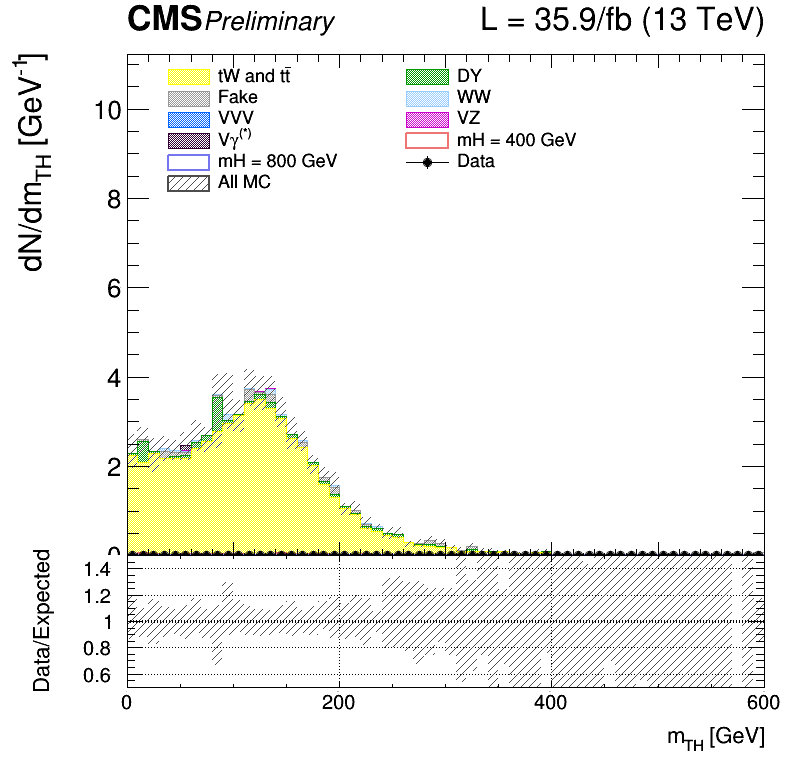 CMS Preliminary L = 35.9/fb (13 TeV)
dN/dm_TH [GeV^-1]
tW and tt̄ DY
Fake WW
VVV VZ
Vγ^(*) mH = 400 GeV
mH = 800 GeV Data
All MC
10
8
6
4
2
0
Data/Expected
1.4
1.2
1
0.8
0.6
0 200 400 600
m_TH [GeV]